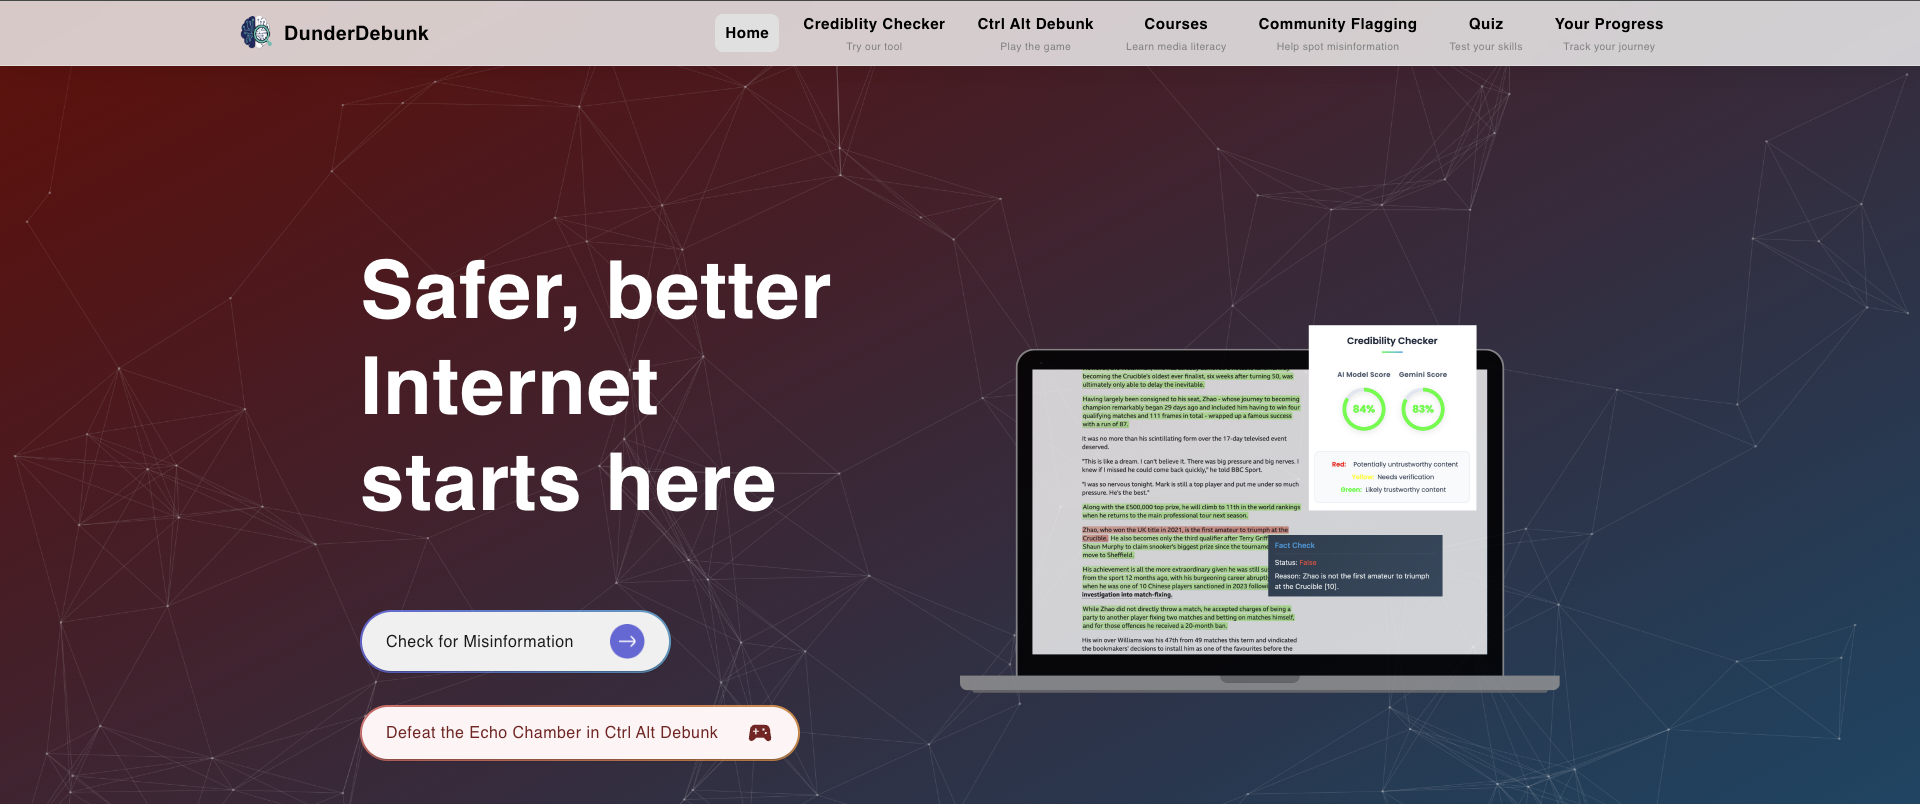 DunderDebunk
Home
Crediblity Checker
Try our tool
Ctrl Alt Debunk
Play the game
Courses
Learn media literacy
Community Flagging
Help spot misinformation
Quiz
Test your skills
Your Progress
Track your journey
Safer, better
Internet
starts here
Check for Misinformation
Defeat the Echo Chamber in Ctrl Alt Debunk
becoming the Crucible's oldest ever finalist, six weeks after turning 50, was
ultimately only able to delay the inevitable.
Having largely been consigned to his seat, Zhao - whose journey to becoming
champion remarkably began 29 days ago and included him having to win four
qualifying matches and 111 frames in total - wrapped up a famous success
with a run of 87.
It was no more than his scintillating form over the 17-day televised event
deserved.
"This is like a dream. I can't believe it. There was big pressure and big nerves. I
knew if I missed he could come back quickly," he told BBC Sport.
"I was so nervous tonight. Mark is still a top player and put me under so much
pressure. He's the best."
Along with the £500,000 top prize, he will climb to 11th in the world rankings
when he returns to the main professional tour next season.
Zhao, who won the UK title in 2021, is the first amateur to triumph at the
Crucible. He also becomes only the third qualifier after Terry
Shaun Murphy to claim snooker's biggest prize since the
move to Sheffield.
His achievement is all the more extraordinary given he was still
from the sport 12 months ago, with his burgeoning career
when he was one of 10 Chinese players sanctioned in 2023
investigation into match-fixing.
While Zhao did not directly throw a match, he accepted charges of being a
party to another player fixing two matches and betting on matches himself,
and for those offences he received a 20-month ban.
His win over Williams was his 47th from 49 matches this term and vindicated
the bookmakers' decisions to install him as one of the favourites before the
Credibility Checker
AI Model Score
Gemini Score
84%
83%
Red: Potentially untrustworthy content
Yellow: Needs verification
Green: Likely trustworthy content
Fact Check
Status: False
Reason: Zhao is not the first amateur to triumph
at the Crucible [10].